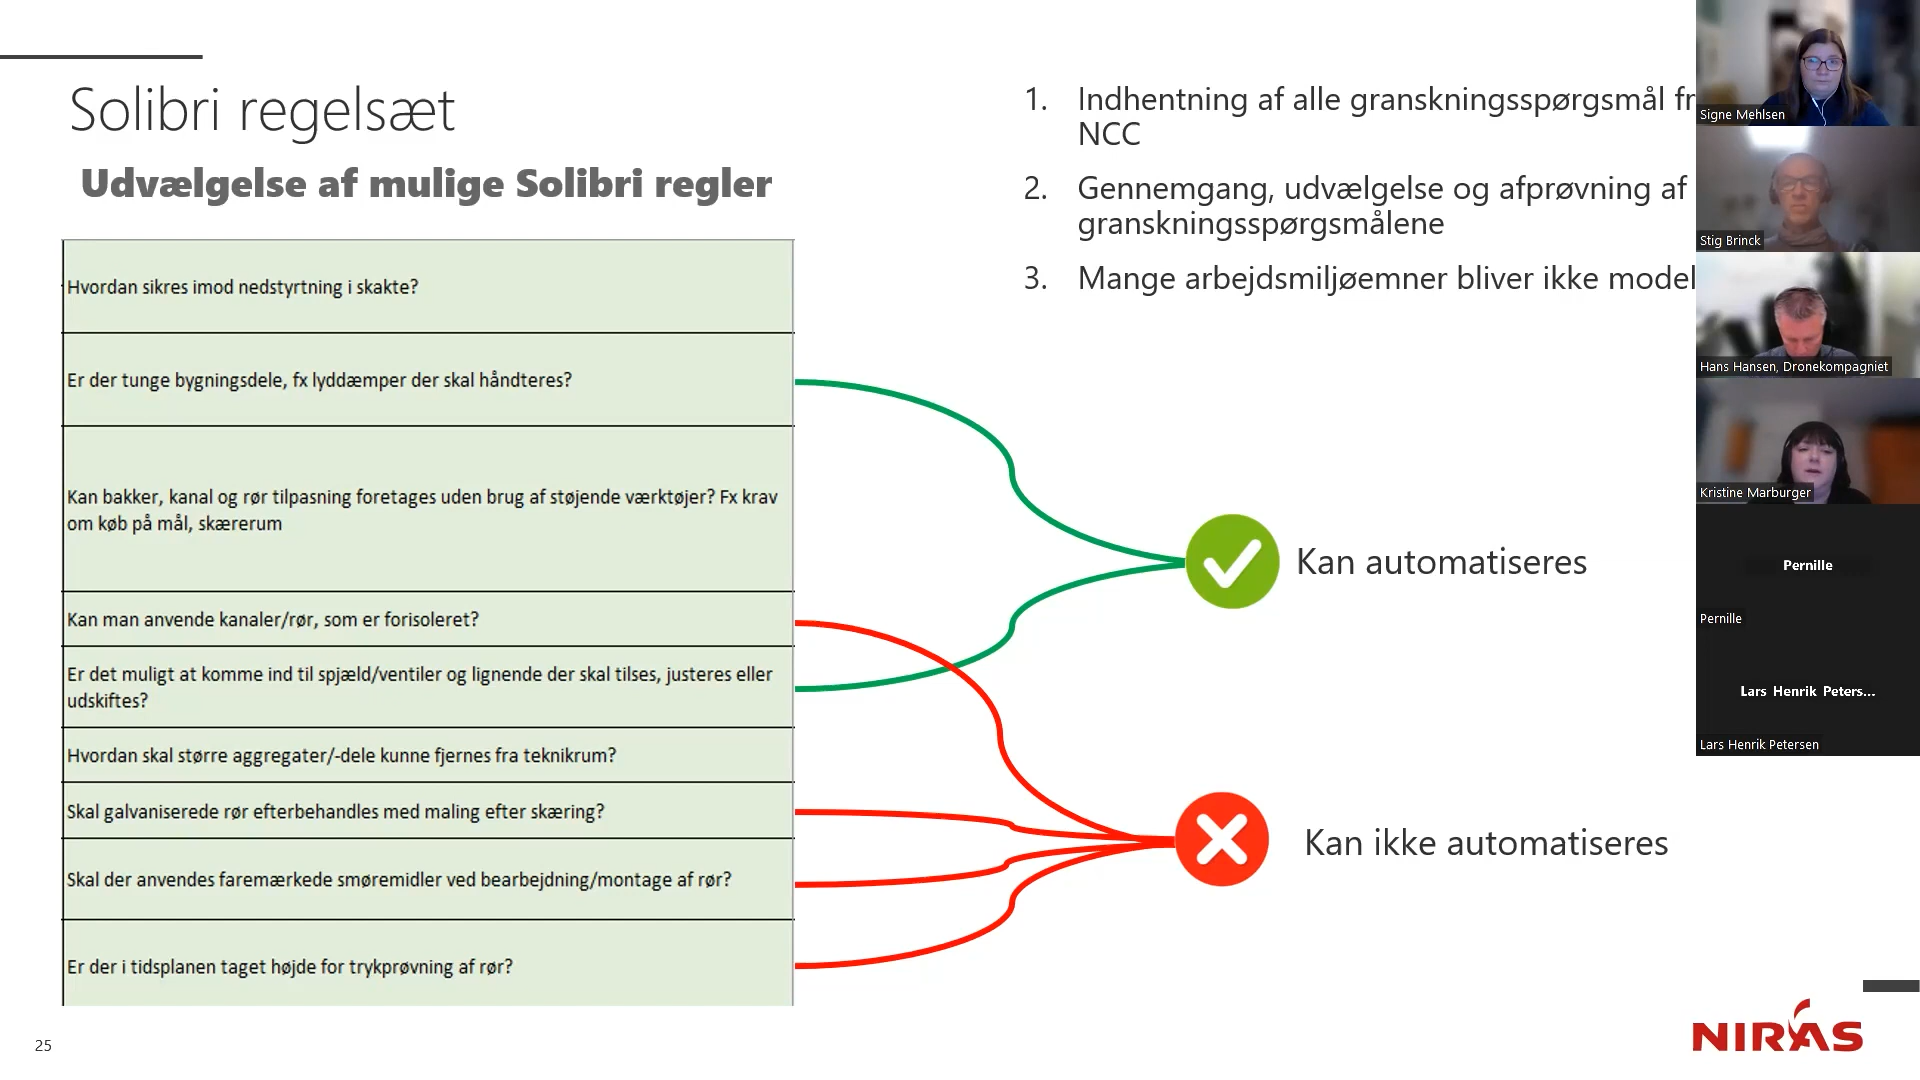 Solibri regelsæt
Udvælgelse af mulige Solibri regler
1. Indhentning af alle granskningsspørgsmål fr
NCC
2. Gennemgang, udvælgelse og afprøvning af
granskningsspørgsmålene
3. Mange arbejdsmiljøemner bliver ikke model
Hvordan sikres imod nedstyrtning i skakte?
Er der tunge bygningsdele, fx lyddæmper der skal håndteres?
Kan bakker, kanal og rør tilpasning foretages uden brug af støjende værktøjer? Fx krav
om køb på mål, skærerum
Kan man anvende kanaler/rør, som er forisoleret?
Er det muligt at komme ind til spjæld/ventiler og lignende der skal tilses, justeres eller
udskiftes?
Hvordan skal større aggregater/-dele kunne fjernes fra teknikrum?
Skal galvaniserede rør efterbehandles med maling efter skæring?
Skal der anvendes faremærkede smøremidler ved bearbejdning/montage af rør?
Er der i tidsplanen taget højde for trykprøvning af rør?
Kan automatiseres
Kan ikke automatiseres
Signe Mehlsen
Stig Brinck
Hans Hansen, Dronekompagniet
Kristine Marburger
Pernille
Pernille
Lars Henrik Peters...
Lars Henrik Petersen
25
NIRAS